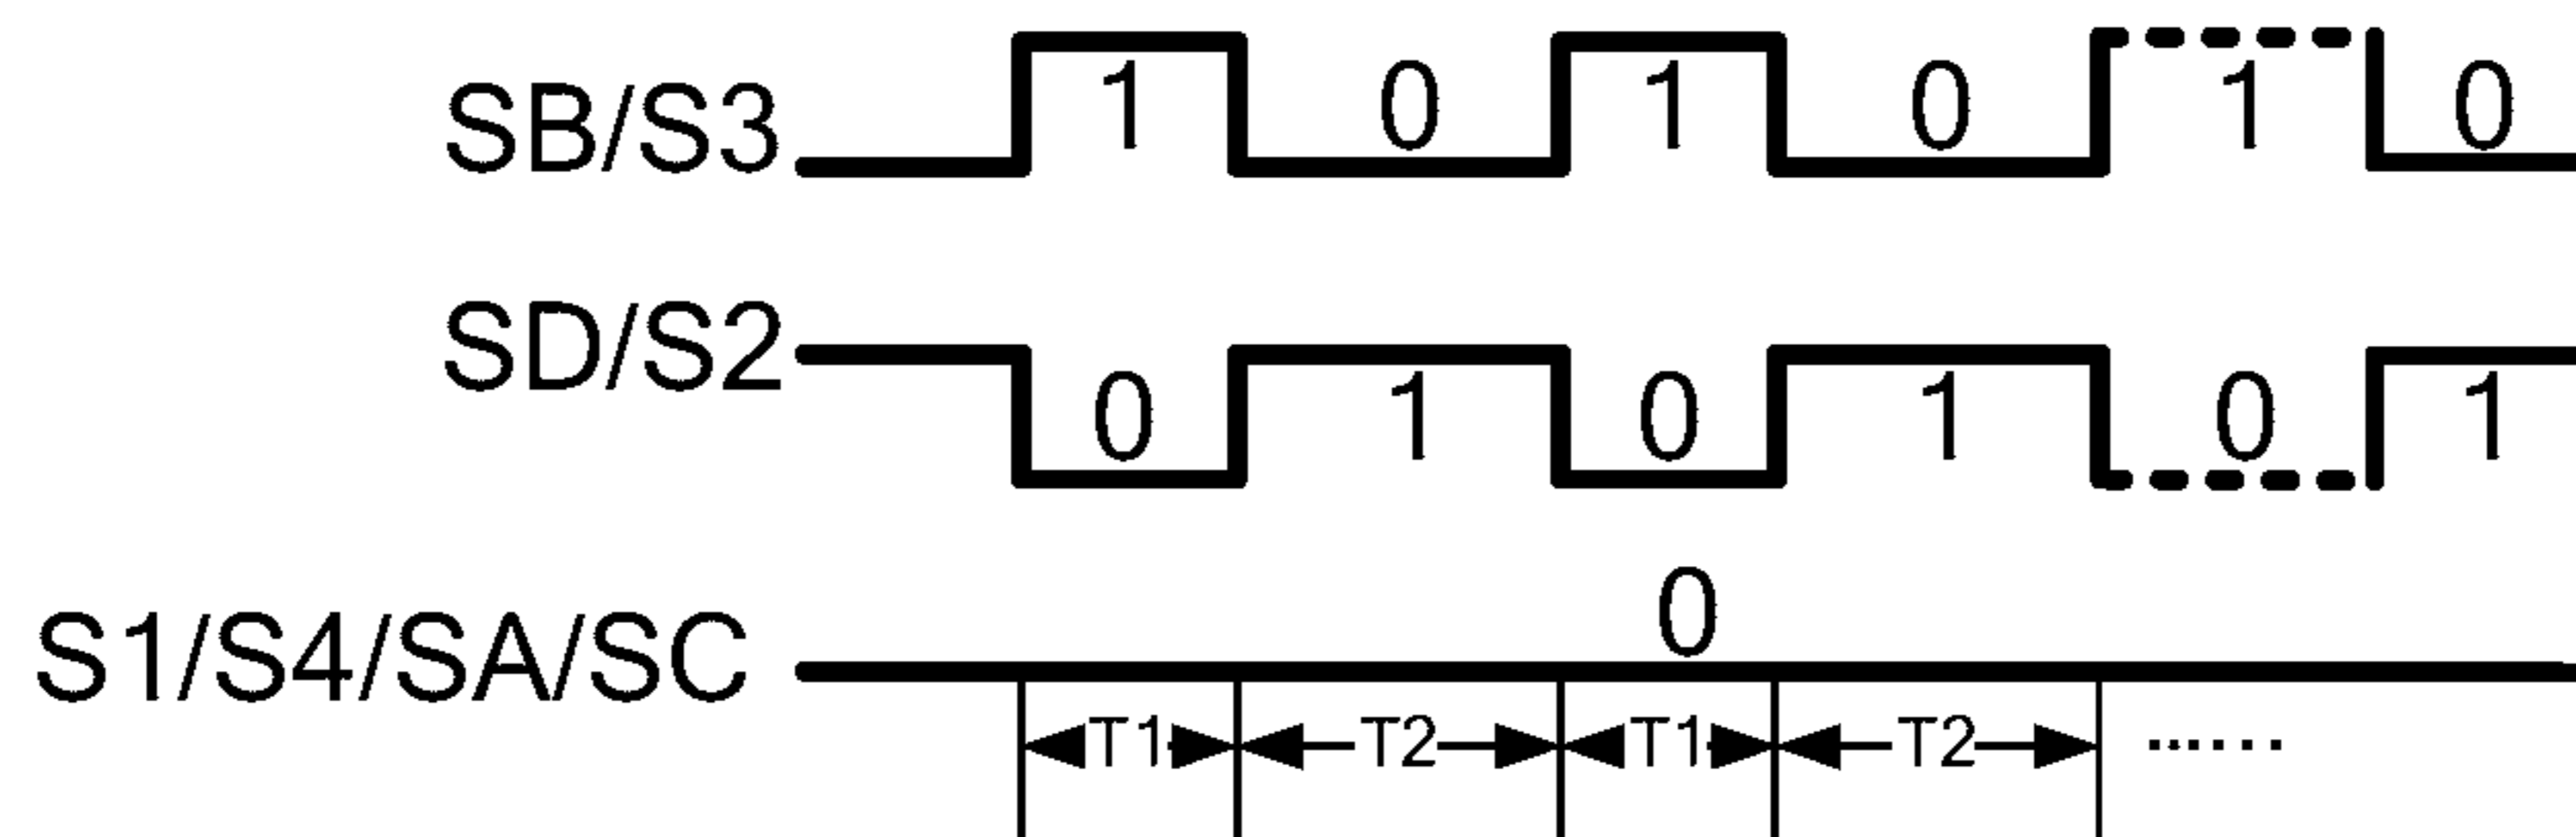 SB/S3 1 0 1 0 1 0
SD/S2 0 1 0 1 0 1
0
S1/S4/SA/SC
T1 T2 T1 T2 ......